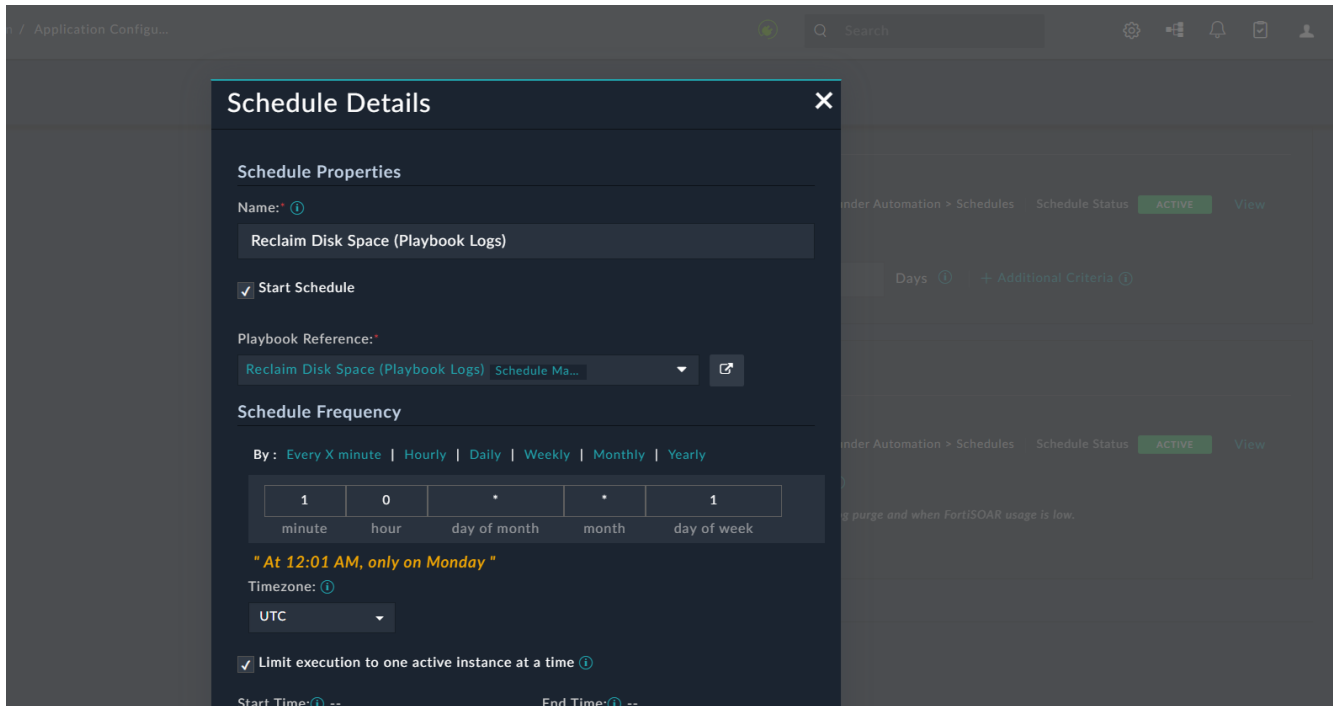 n / Application Configu...
Search
Schedule Details
Schedule Properties
Name:* 
Reclaim Disk Space (Playbook Logs)
Start Schedule
Playbook Reference:*
Reclaim Disk Space (Playbook Logs) Schedule Ma...
Schedule Frequency
By : Every X minute | Hourly | Daily | Weekly | Monthly | Yearly
1 0 * * 1
minute hour day of month month day of week
" At 12:01 AM, only on Monday "
Timezone:
UTC
Limit execution to one active instance at a time
Start Time: -- End Time: --
under Automation > Schedules Schedule Status ACTIVE View
Days + Additional Criteria
under Automation > Schedules Schedule Status ACTIVE View
purge and when FortiSOAR usage is low.